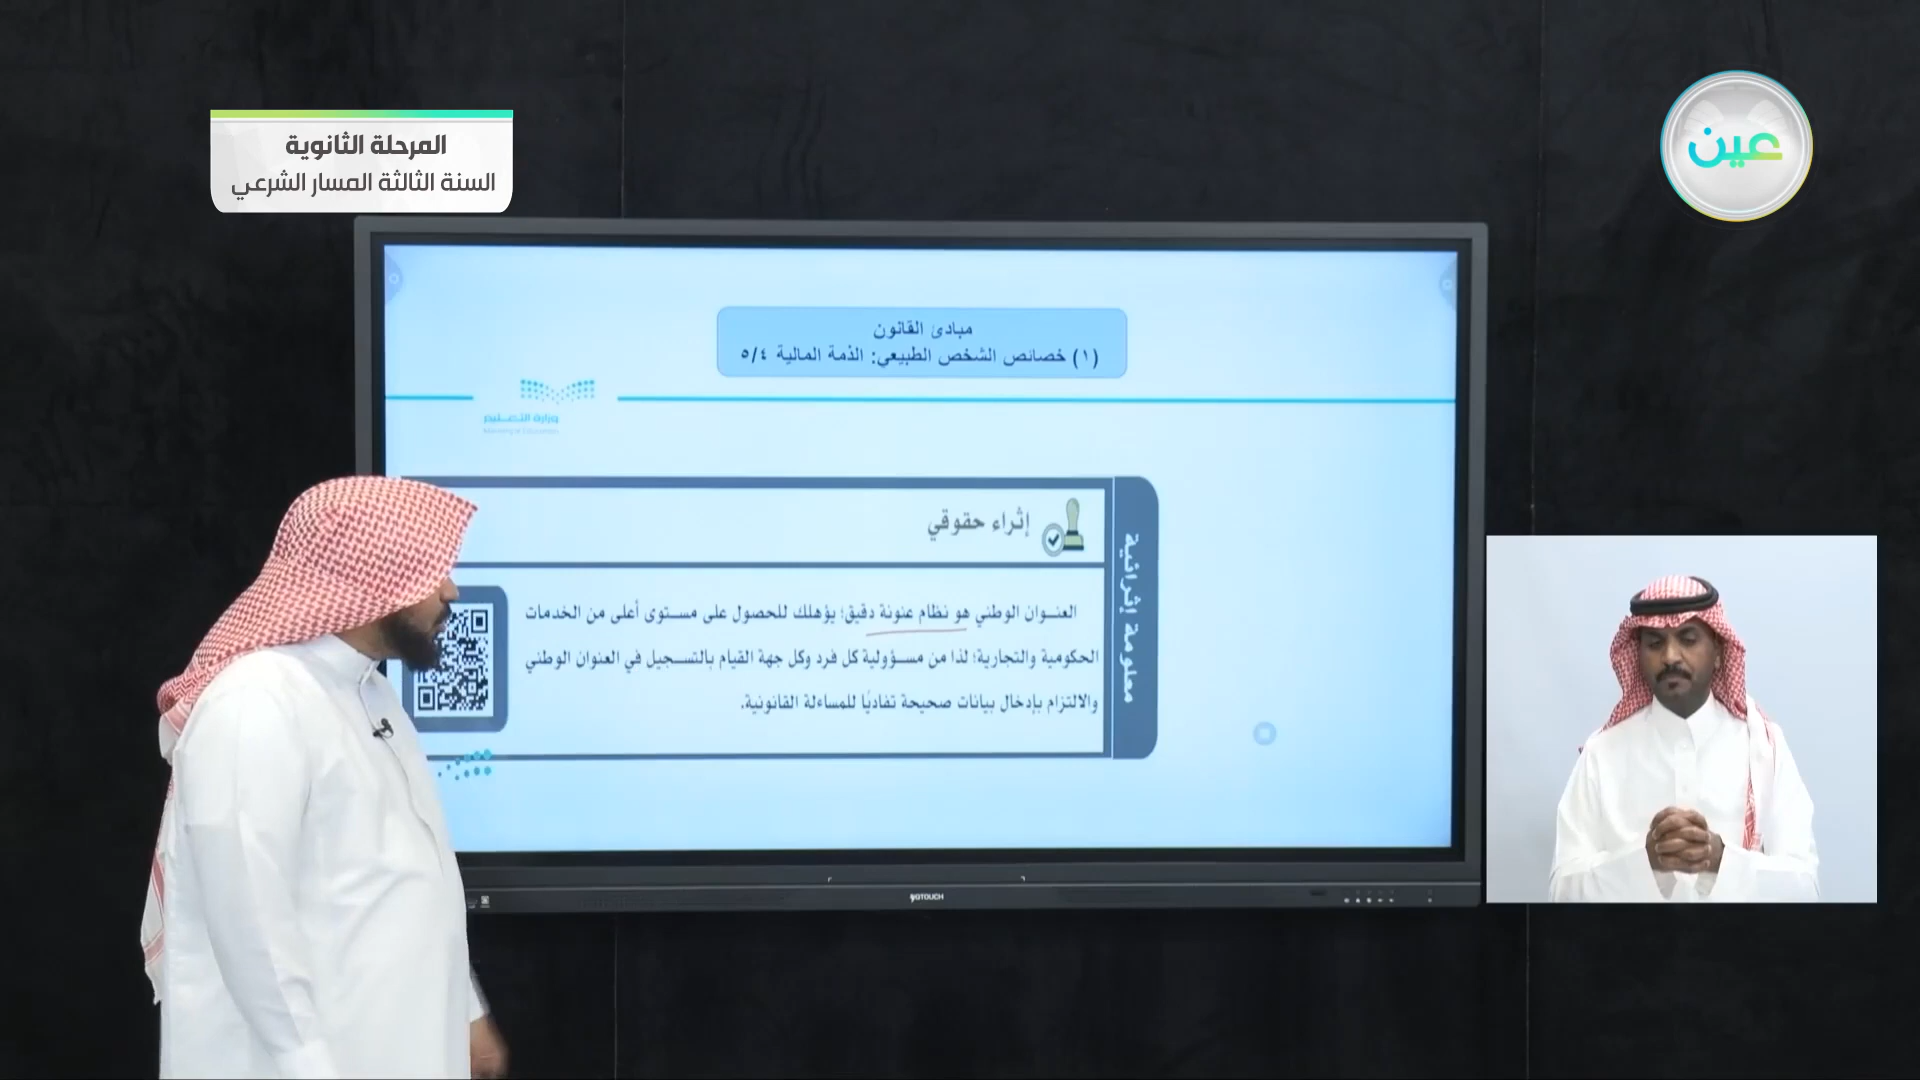 المرحلة الثانوية
السنة الثالثة المسار الشرعي
عين
مبادئ القانون
(١) خصائص الشخص الطبيعي: الذمة المالية ٥/٤
وزارة التعليم
Ministry of Education
إثراء حقوقي
معلومة إثرائية
العنوان الوطني هو نظام عنونة دقيق؛ يؤهلك للحصول على مستوى أعلى من الخدمات
الحكومية والتجارية؛ لذا من مسؤولية كل فرد وكل جهة القيام بالتسجيل في العنوان الوطني
والالتزام بإدخال بيانات صحيحة تفاديًا للمساءلة القانونية.